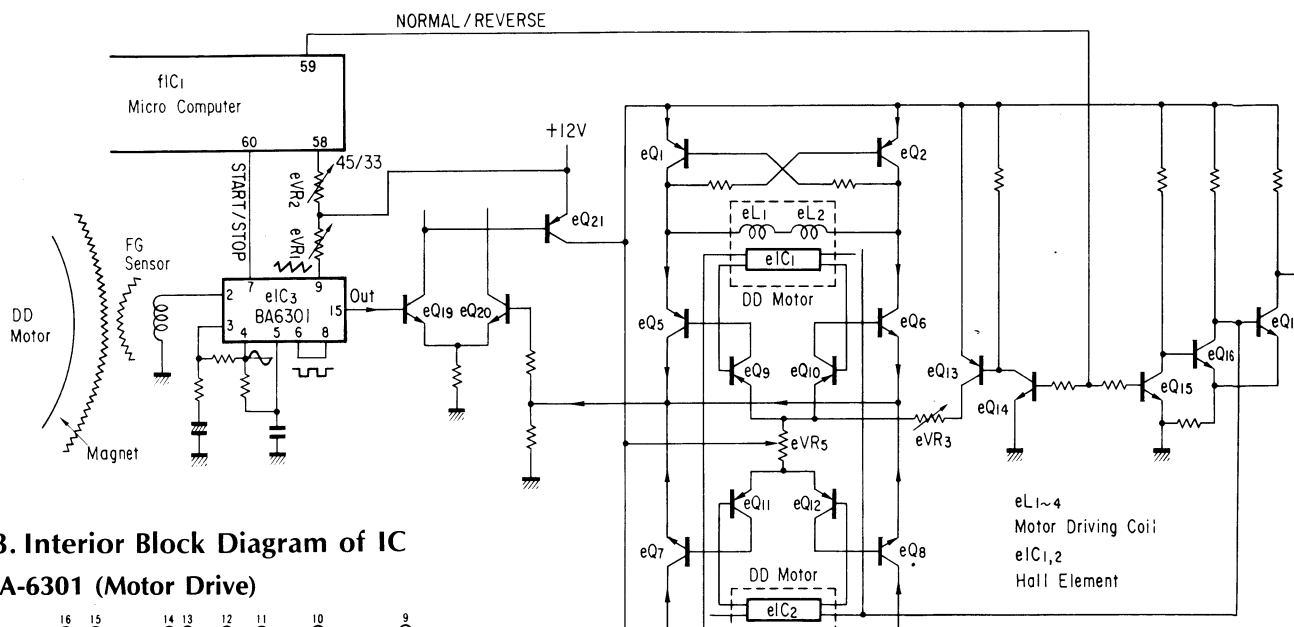 NORMAL/REVERSE
59
fIC1
Micro Computer
60
58
45/33
+12V
START/STOP
eVR2
eVR1
eQ1
eQ2
eQ21
eL1
eL2
eIC1
DD Motor
FG
Sensor
DD
Motor
2
7
9
eIC3
BA6301
15
Out
3
4
5
6
8
eQ19
eQ20
eQ5
eQ6
eQ9
eQ10
eQ13
eQ14
eQ15
eQ16
eVR3
eVR5
Magnet
eQ11
eQ12
eQ7
eQ8
eL1~4
Motor Driving Coil
eIC1,2
Hall Element
DD Motor
eIC2
3. Interior Block Diagram of IC
A-6301 (Motor Drive)
16 15 14 13 12 11 10 9